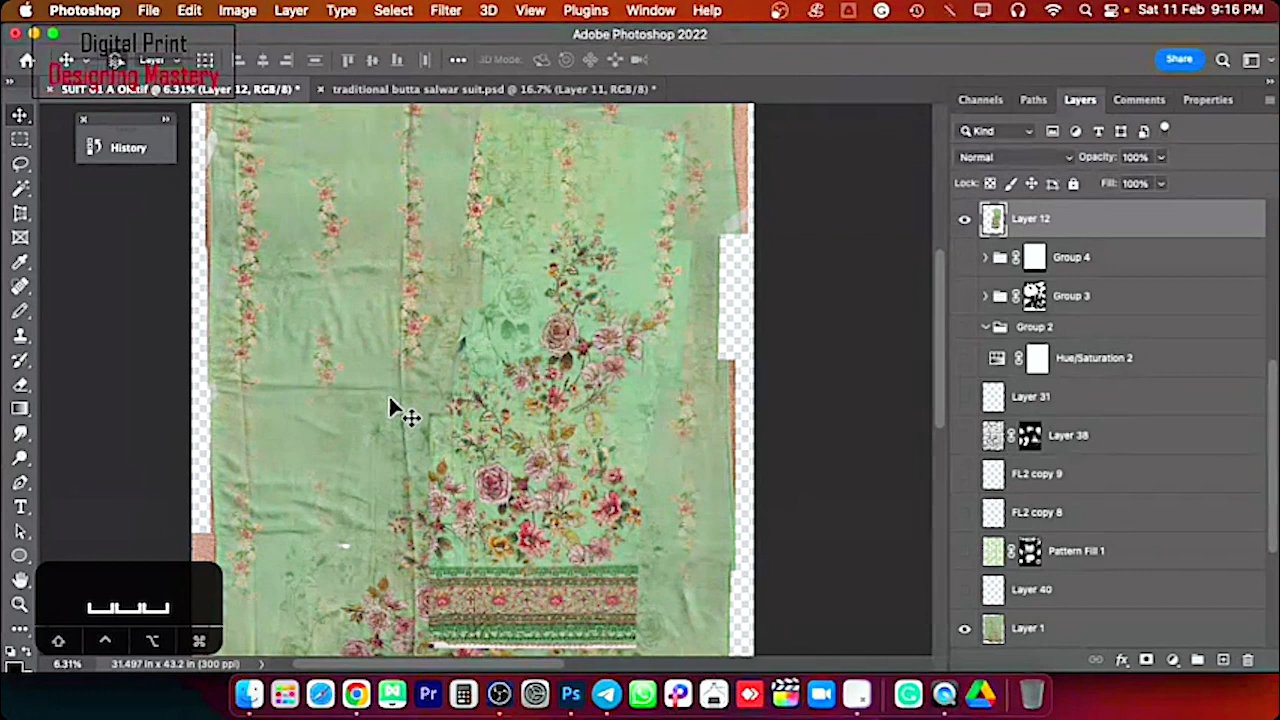 Photoshop File Edit Image Layer Type Select Filter 3D View Plugins Window Help Sat 11 Feb 9:16 PM
Adobe Photoshop 2022
Digital Print
Designing Mastery
Layer
3D Mode:
Share
traditional butta salwar suit.psd @ 16.7% (Layer 11, RGB/8) *
Channels Paths Layers Comments Properties
History
Kind
Normal Opacity: 100%
Lock: Fill: 100%
Layer 12
Group 4
Group 3
Group 2
Hue/Saturation 2
Layer 31
Layer 38
FL2 copy 9
FL2 copy 8
Pattern Fill 1
Layer 40
Layer 1
6.31% 31.497 in x 43.2 in (300 ppi)